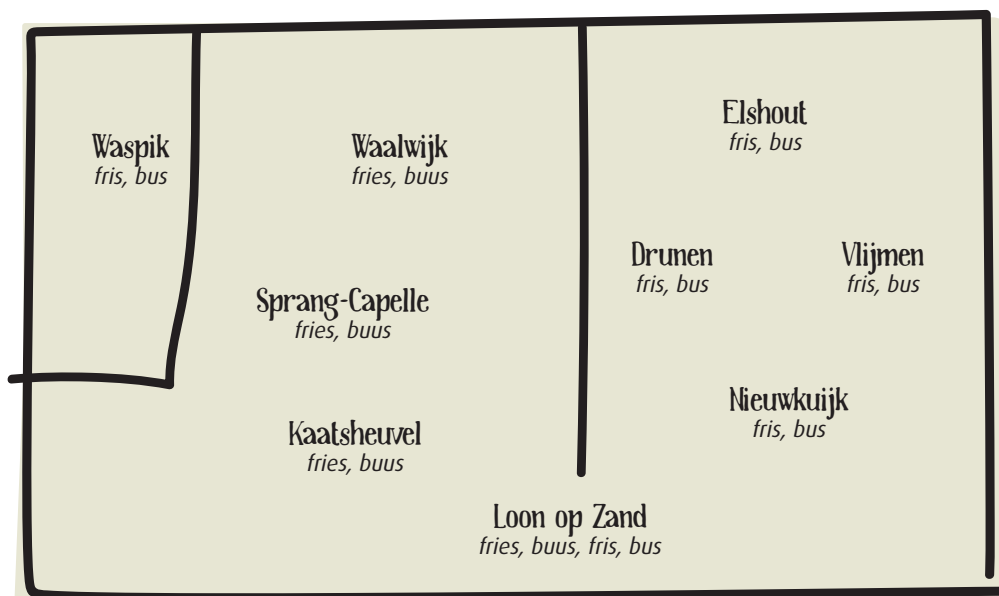 Elshout
fris, bus
Waspik
fris, bus
Waalwijk
fries, buus
Drunen
fris, bus
Vlijmen
fris, bus
Sprang-Capelle
fries, buus
Nieuwkuijk
fris, bus
Kaatsheuvel
fries, buus
Loon op Zand
fries, buus, fris, bus